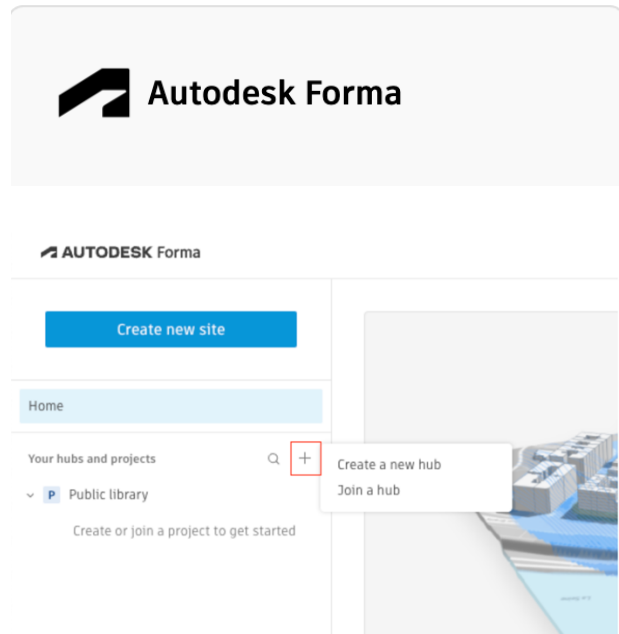 Autodesk Forma
AUTODESK Forma
Create new site
Home
Your hubs and projects
Create a new hub
Join a hub
P Public library
Create or join a project to get started